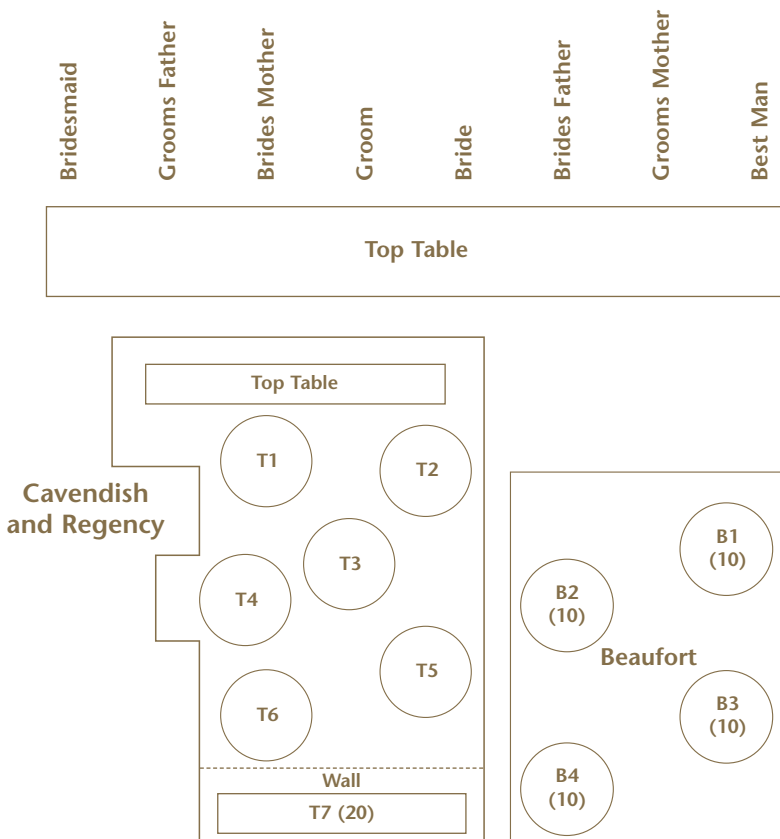 Bridesmaid
Grooms Father
Brides Mother
Groom
Bride
Brides Father
Grooms Mother
Best Man
Top Table
Top Table
T1
T2
Cavendish
and Regency
T3
T4
T5
T6
Wall
T7 (20)
B1
(10)
B2
(10)
Beaufort
B3
(10)
B4
(10)